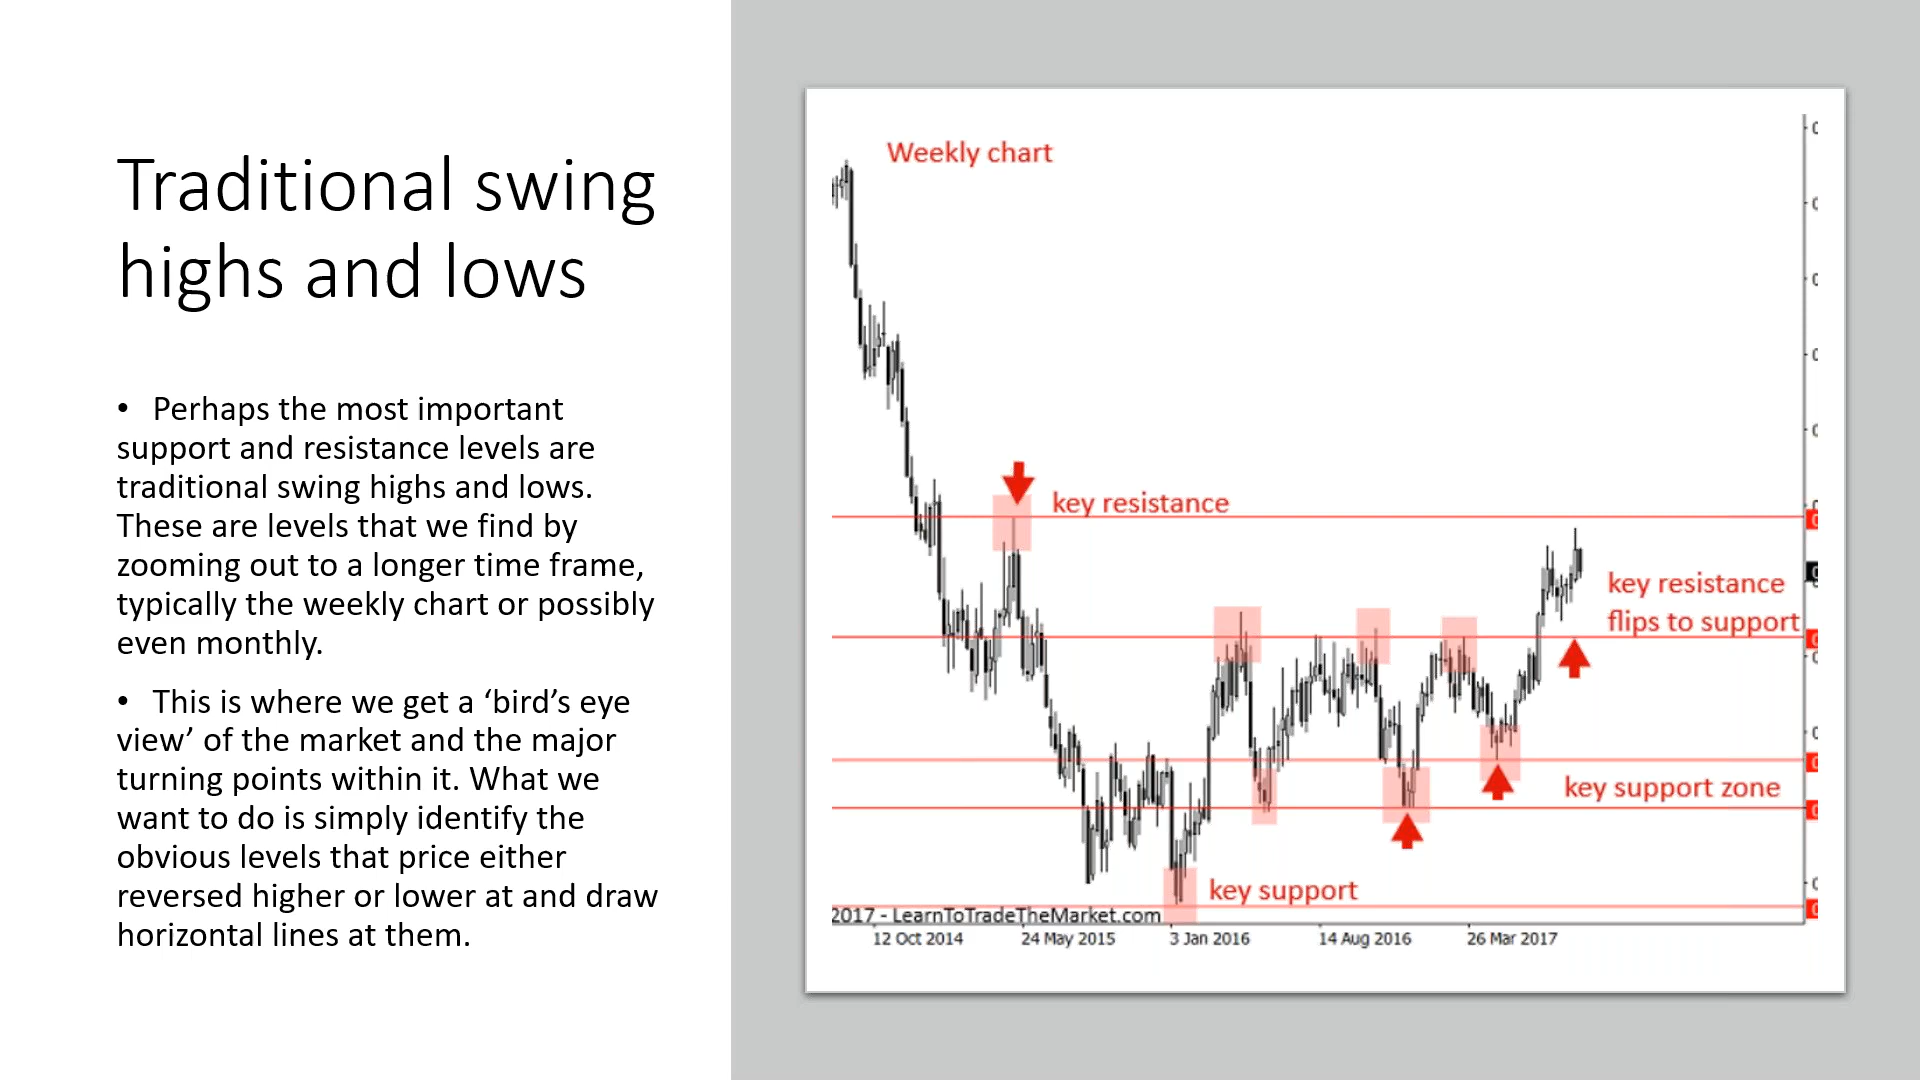 Traditional swing
highs and lows
• Perhaps the most important
support and resistance levels are
traditional swing highs and lows.
These are levels that we find by
zooming out to a longer time frame,
typically the weekly chart or possibly
even monthly.
• This is where we get a ‘bird’s eye
view’ of the market and the major
turning points within it. What we
want to do is simply identify the
obvious levels that price either
reversed higher or lower at and draw
horizontal lines at them.
Weekly chart
key resistance
key resistance
flips to support
key support zone
key support
2017 - LearnToTradeTheMarket.com
12 Oct 2014 24 May 2015 3 Jan 2016 14 Aug 2016 26 Mar 2017